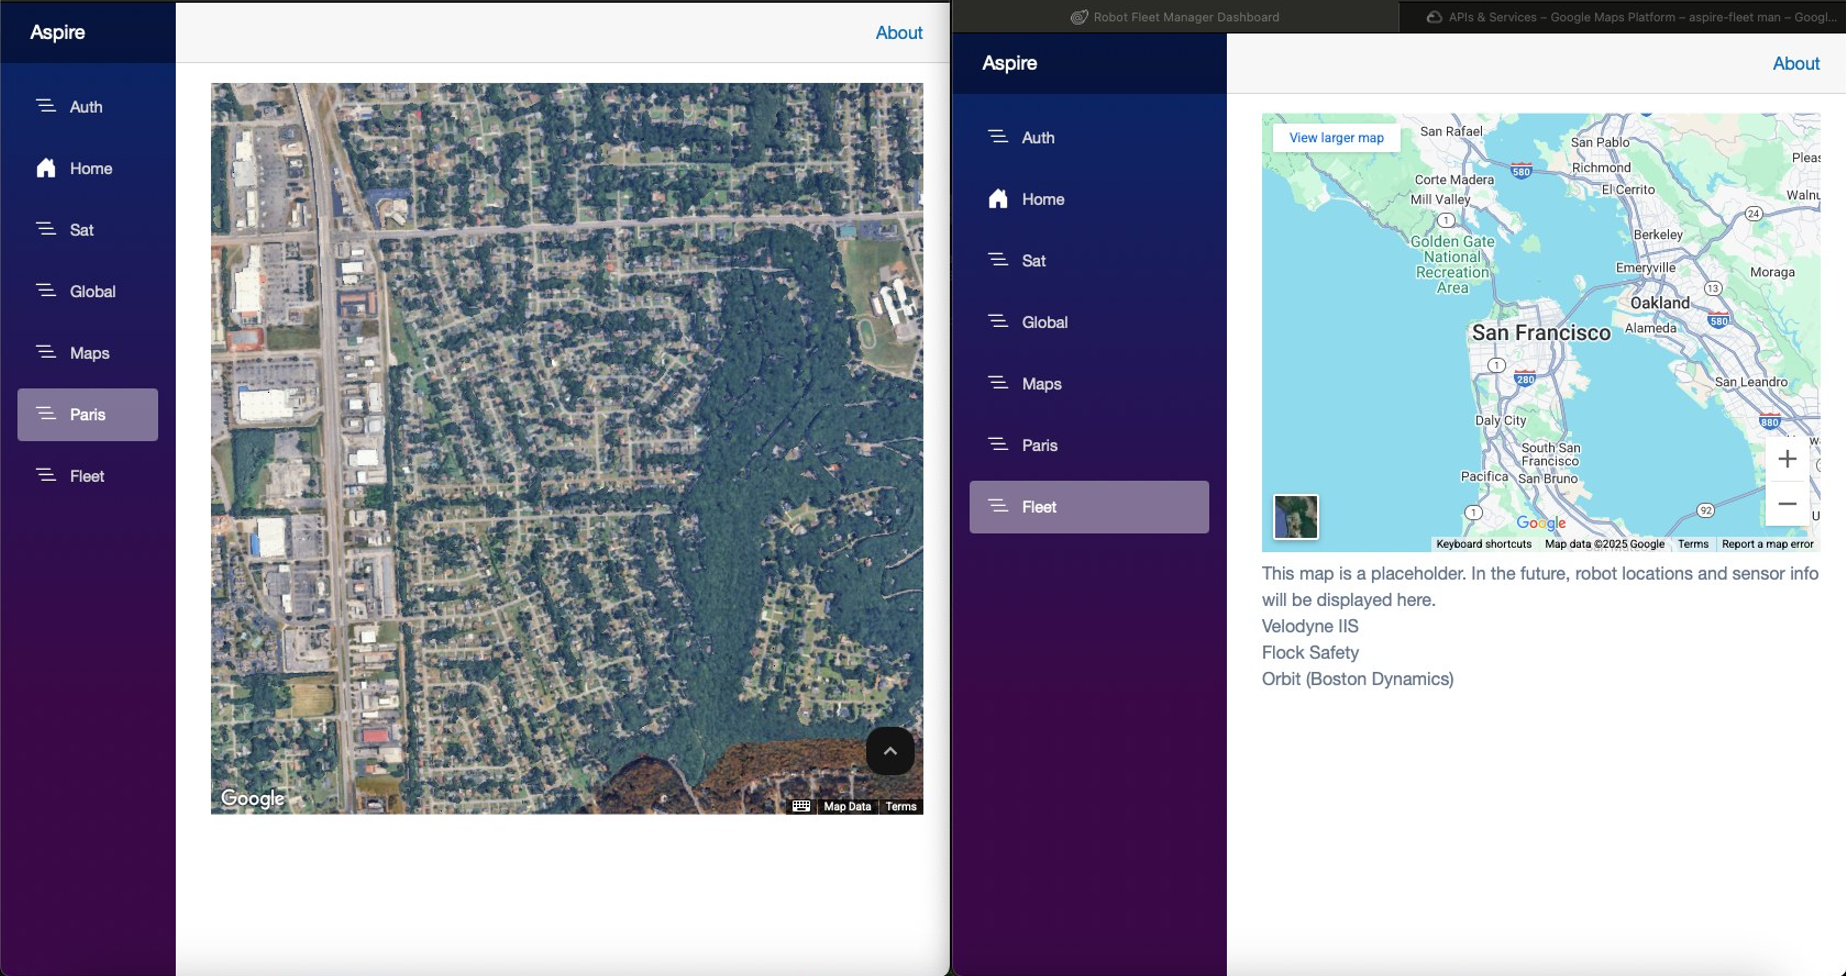 Aspire
About
Auth
Home
Sat
Global
Maps
Paris
Fleet
Google
Map Data
Terms
Robot Fleet Manager Dashboard
APIs & Services – Google Maps Platform – aspire-fleet man – Googl...
Aspire
About
Auth
Home
Sat
Global
Maps
Paris
Fleet
View larger map
San Rafael
San Pablo
Pleas
Richmond
580
Corte Madera
El Cerrito
Mill Valley
Walnu
1
24
Berkeley
Golden Gate
National
Recreation
Area
Emeryville
Moraga
13
Oakland
San Francisco
Alameda
580
1
280
San Leandro
Daly City
880
South San
Francisco
Pacifica
San Bruno
1
92
Google
Keyboard shortcuts
Map data ©2025 Google
Terms
Report a map error
This map is a placeholder. In the future, robot locations and sensor info
will be displayed here.
Velodyne IIS
Flock Safety
Orbit (Boston Dynamics)